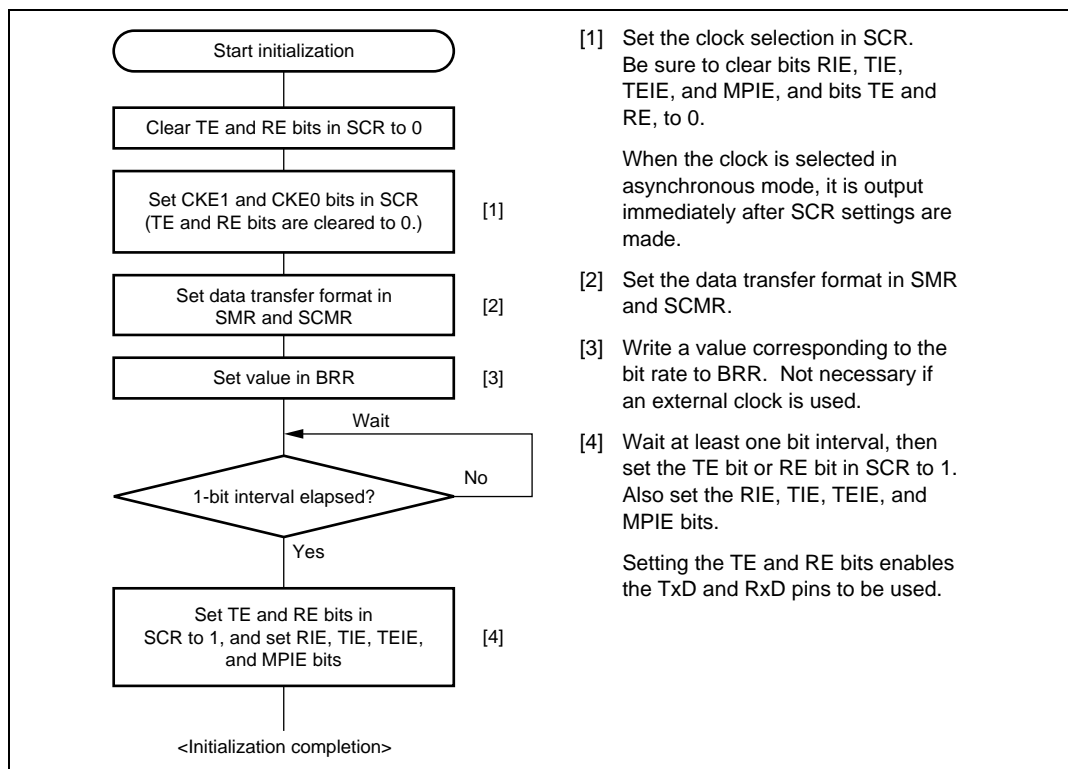 Start initialization
Clear TE and RE bits in SCR to 0
Set CKE1 and CKE0 bits in SCR
(TE and RE bits are cleared to 0.)
[1]
Set data transfer format in
SMR and SCMR
[2]
Set value in BRR
[3]
Wait
1-bit interval elapsed?
No
Yes
Set TE and RE bits in
SCR to 1, and set RIE, TIE, TEIE,
and MPIE bits
[4]
<Initialization completion>
[1] Set the clock selection in SCR.
Be sure to clear bits RIE, TIE,
TEIE, and MPIE, and bits TE and
RE, to 0.
When the clock is selected in
asynchronous mode, it is output
immediately after SCR settings are
made.
[2] Set the data transfer format in SMR
and SCMR.
[3] Write a value corresponding to the
bit rate to BRR.  Not necessary if
an external clock is used.
[4] Wait at least one bit interval, then
set the TE bit or RE bit in SCR to 1.
Also set the RIE, TIE, TEIE, and
MPIE bits.
Setting the TE and RE bits enables
the TxD and RxD pins to be used.